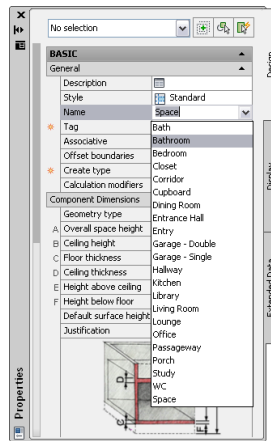 No selection
BASIC
General
Description
Style Standard
Name Space
Tag
Associative
Offset boundaries
Create type
Calculation modifiers
Component Dimensions
Geometry type
A Overall space height
B Ceiling height
C Floor thickness
D Ceiling thickness
E Height above ceiling
F Height below floor
Default surface height
Justification
Bath
Bathroom
Bedroom
Closet
Corridor
Cupboard
Dining Room
Entrance Hall
Entry
Garage - Double
Garage - Single
Hallway
Kitchen
Library
Living Room
Lounge
Office
Passageway
Porch
Study
WC
Space
Design
Display
Extended Data
Properties
D
C
F